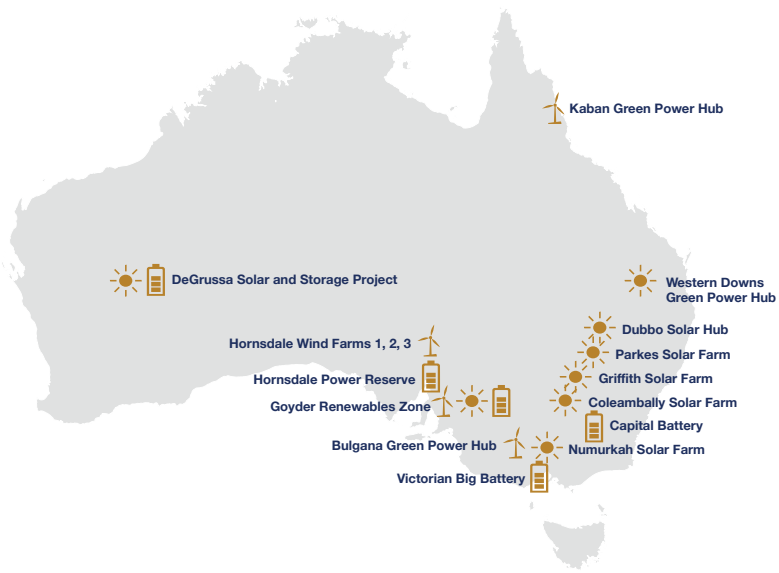 Kaban Green Power Hub
DeGrussa Solar and Storage Project
Western Downs
Green Power Hub
Dubbo Solar Hub
Hornsdale Wind Farms 1, 2, 3
Parkes Solar Farm
Hornsdale Power Reserve
Griffith Solar Farm
Goyder Renewables Zone
Coleambally Solar Farm
Capital Battery
Bulgana Green Power Hub
Numurkah Solar Farm
Victorian Big Battery